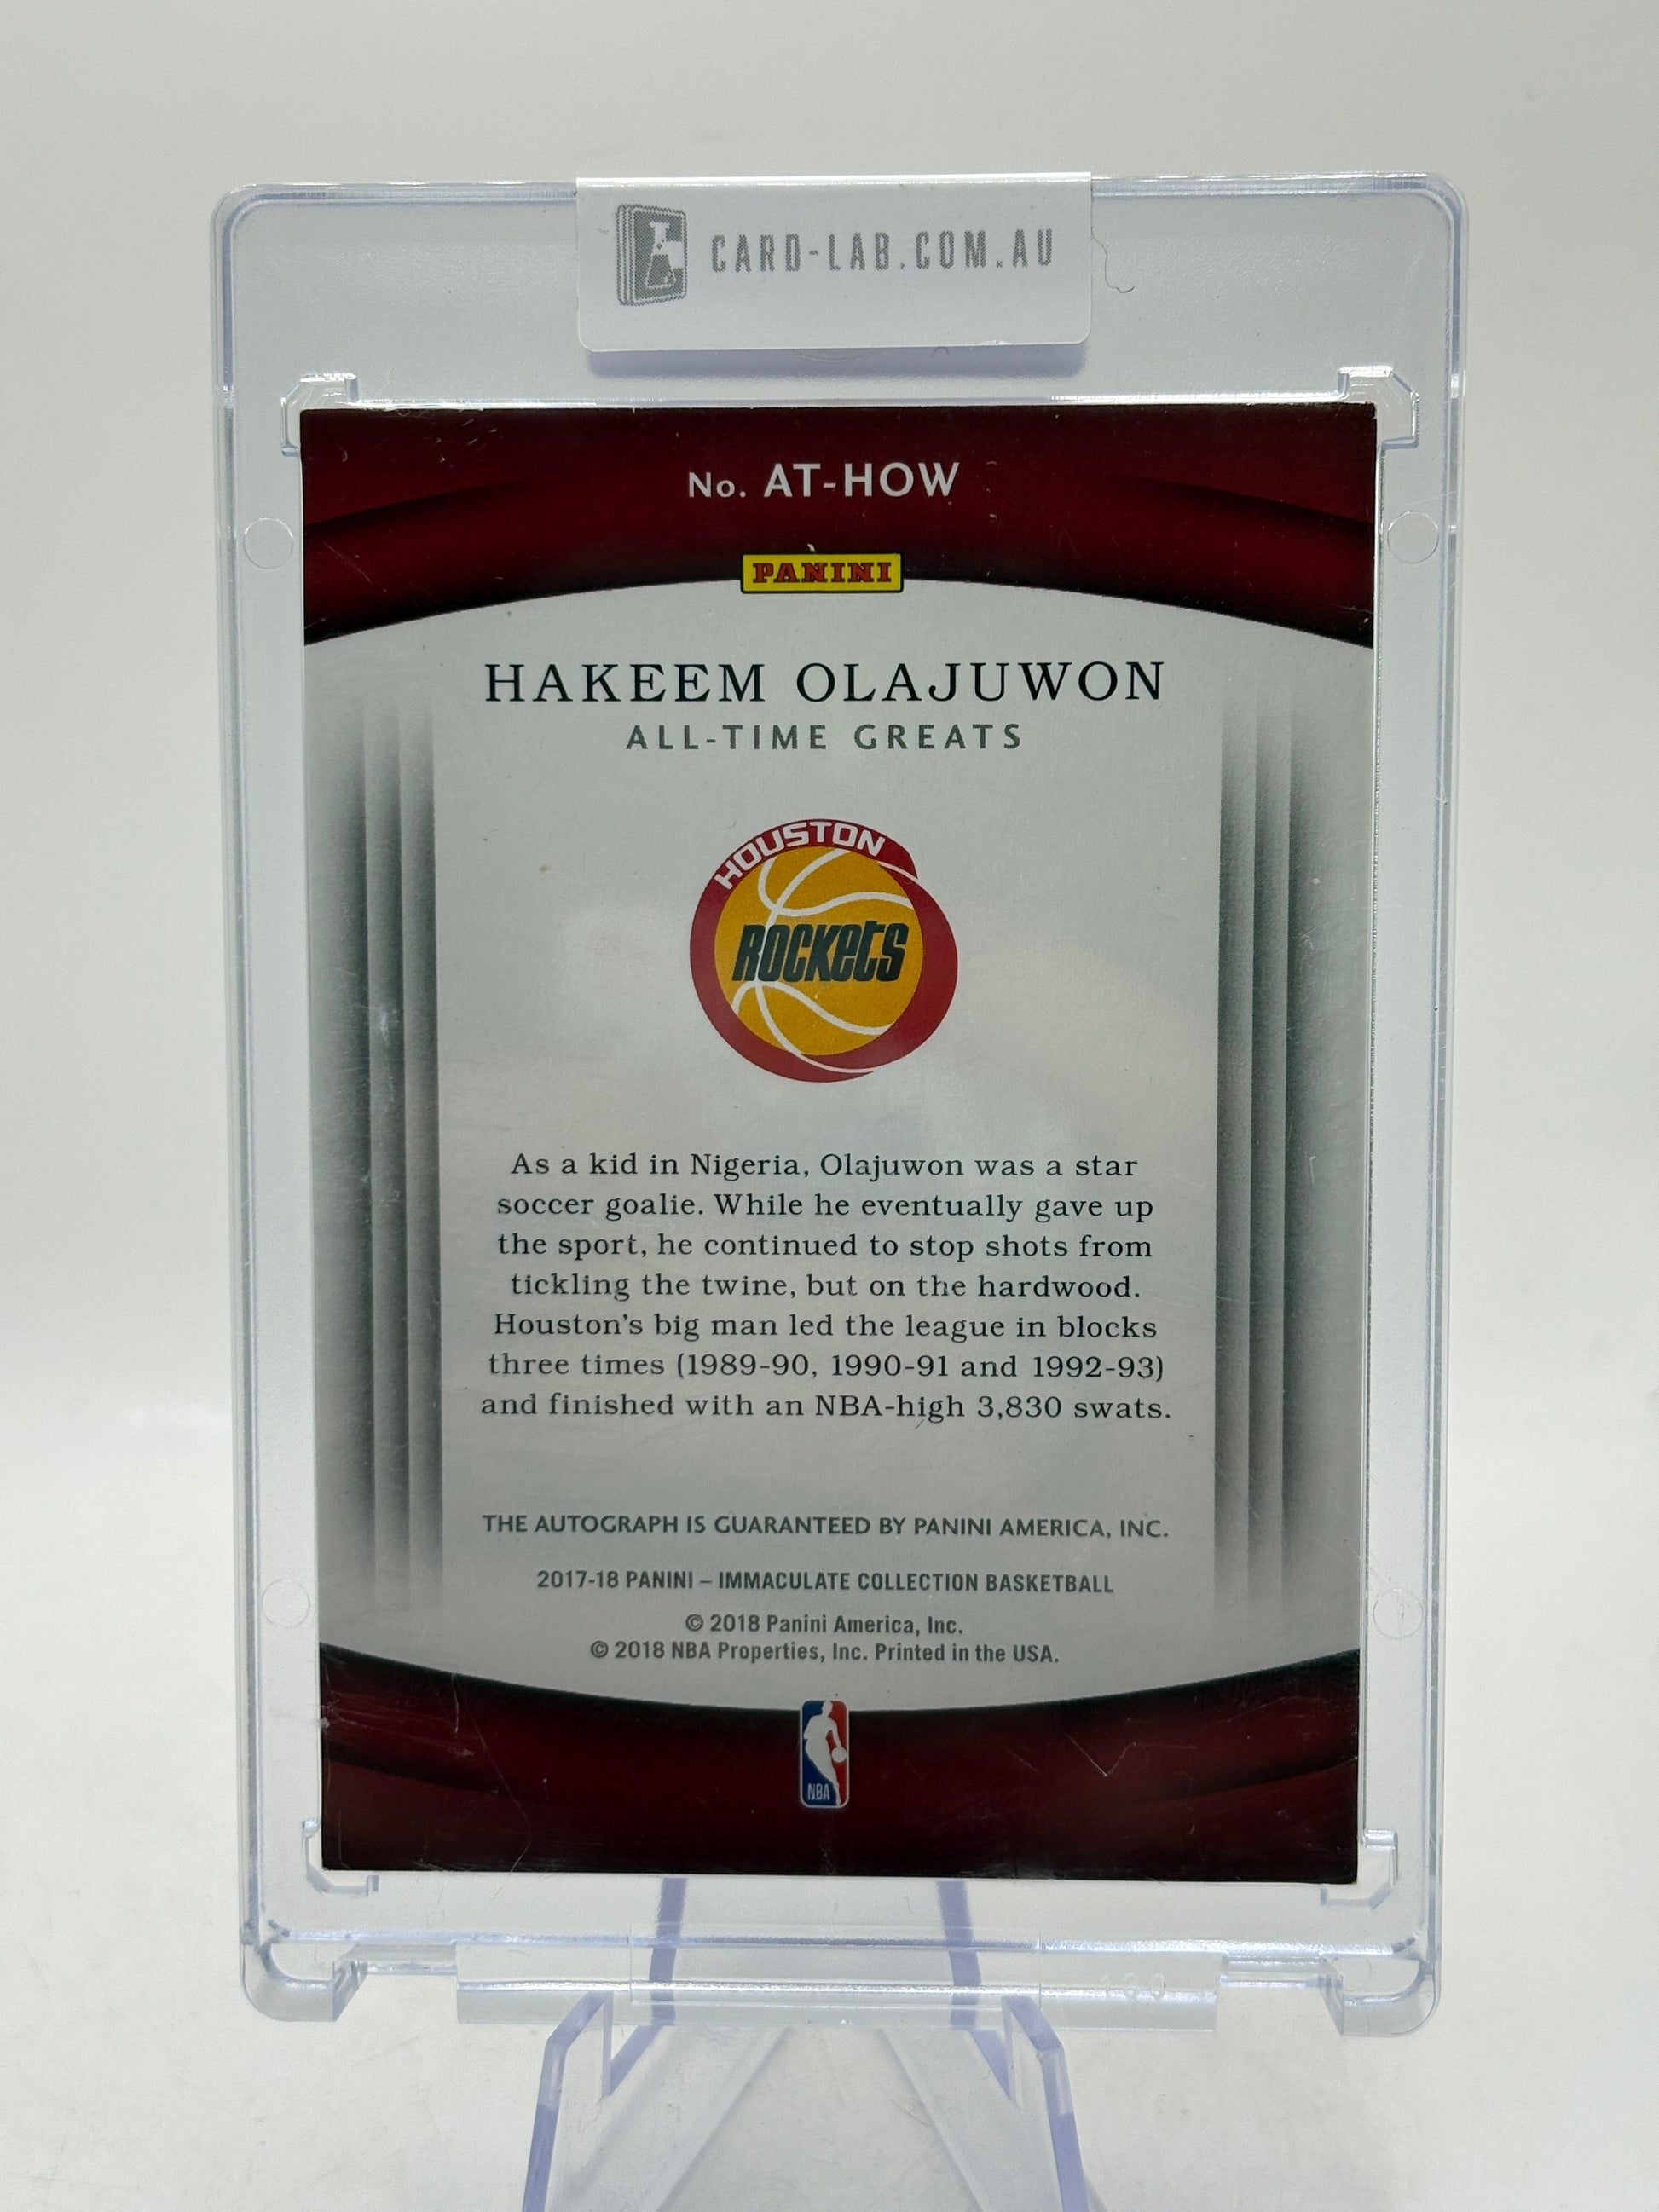 CARD-LAB.COM.AU
No. AT-HOW
PANINI
HAKEEM OLAJUWON
ALL-TIME GREATS
HOUSTON
ROCKETS
As a kid in Nigeria, Olajuwon was a star
soccer goalie. While he eventually gave up
the sport, he continued to stop shots from
tickling the twine, but on the hardwood.
Houston's big man led the league in blocks
three times (1989-90, 1990-91 and 1992-93)
and finished with an NBA-high 3,830 swats.
THE AUTOGRAPH IS GUARANTEED BY PANINI AMERICA, INC.
2017-18 PANINI – IMMACULATE COLLECTION BASKETBALL
© 2018 Panini America, Inc.
© 2018 NBA Properties, Inc. Printed in the USA.
NBA